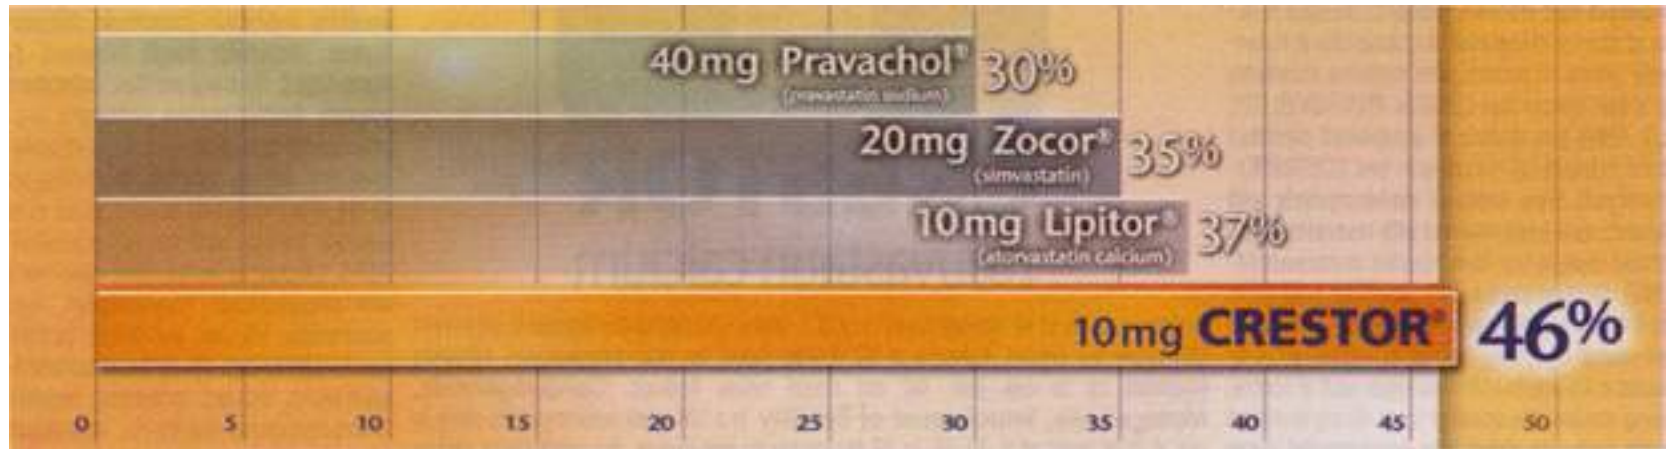 40mg Pravachol® 30%
(pravastatin sodium)
20mg Zocor® 35%
(simvastatin)
10mg Lipitor® 37%
(atorvastatin calcium)
10mg CRESTOR® 46%
0 5 10 15 20 25 30 35 40 45 50